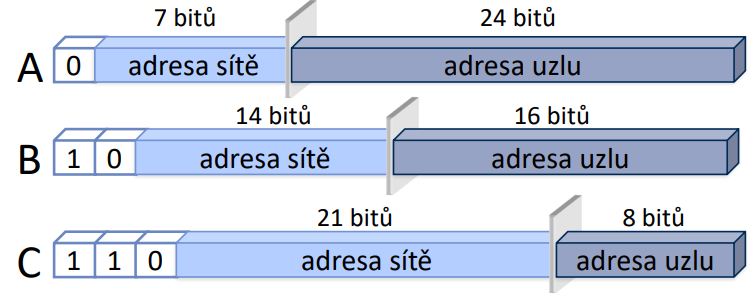 7 bitů 24 bitů
A 0 adresa sítě adresa uzlu
14 bitů 16 bitů
B 1 0 adresa sítě adresa uzlu
21 bitů 8 bitů
C 1 1 0 adresa sítě adresa uzlu